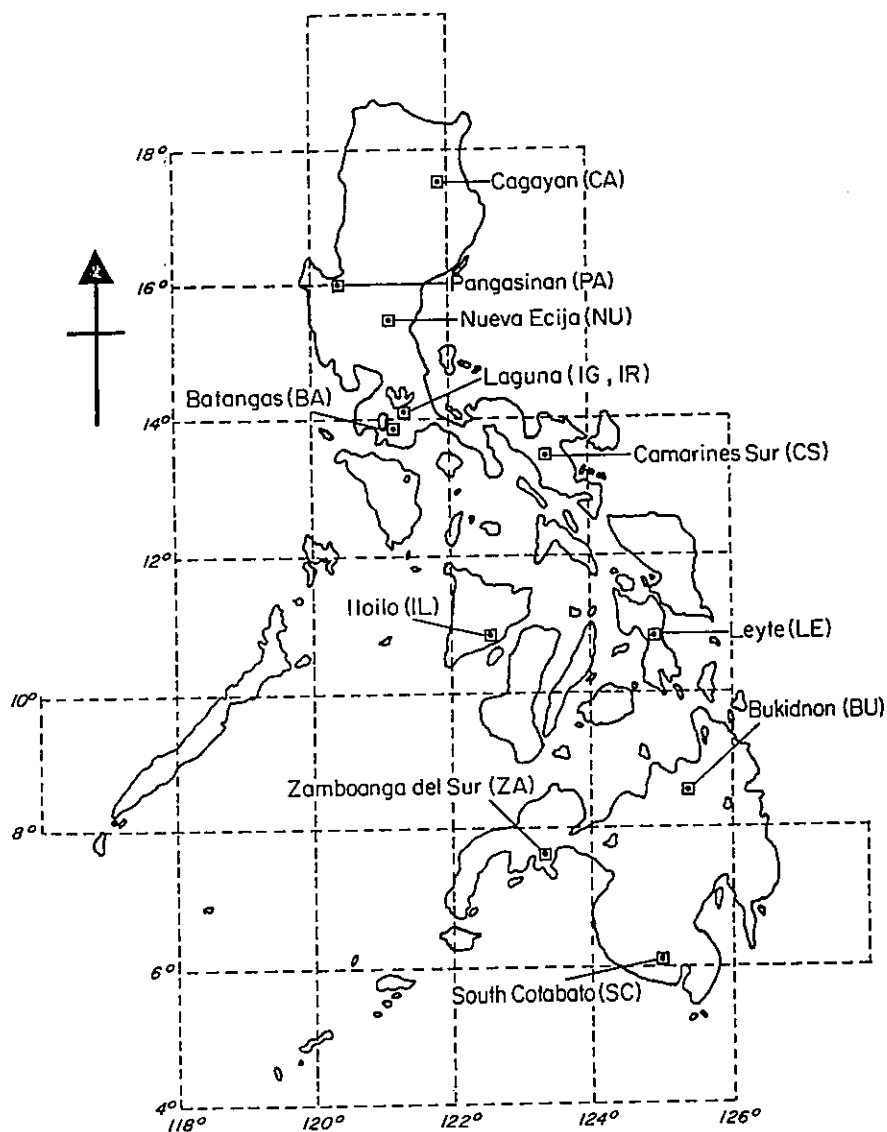 18°
Cagayan (CA)
16°
Pangasinan (PA)
Nueva Ecija (NU)
Laguna (IG, IR)
Batangas (BA)
14°
Camarines Sur (CS)
12°
Iloilo (IL)
Leyte (LE)
10°
Bukidnon (BU)
Zamboanga del Sur (ZA)
8°
6°
South Cotabato (SC)
4°
118°
120°
122°
124°
126°